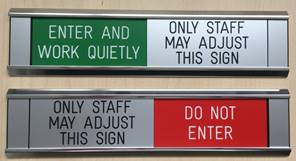 ENTER AND
WORK QUIETLY
ONLY STAFF
MAY ADJUST
THIS SIGN
ONLY STAFF
MAY ADJUST
THIS SIGN
DO NOT
ENTER